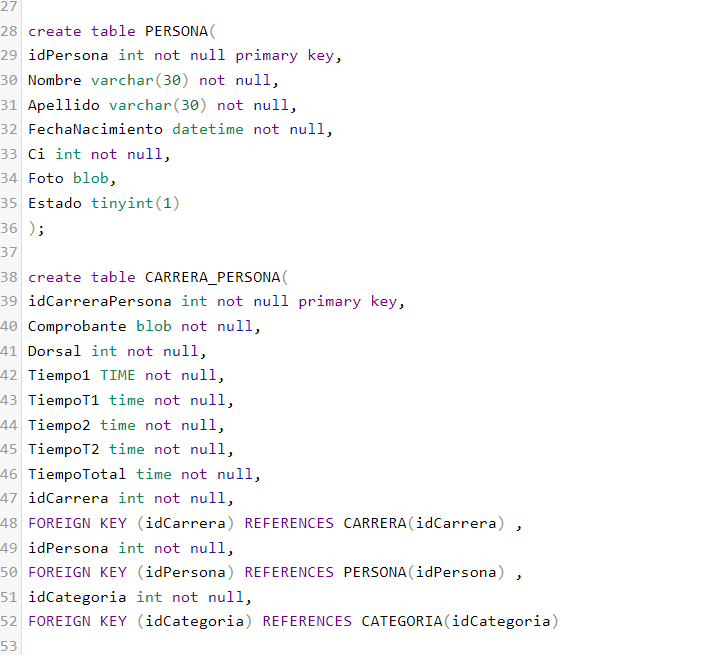 27
28 create table PERSONA(
29 idPersona int not null primary key,
30 Nombre varchar(30) not null,
31 Apellido varchar(30) not null,
32 FechaNacimiento datetime not null,
33 Ci int not null,
34 Foto blob,
35 Estado tinyint(1)
36 );
37
38 create table CARRERA_PERSONA(
39 idCarreraPersona int not null primary key,
40 Comprobante blob not null,
41 Dorsal int not null,
42 Tiempo1 TIME not null,
43 TiempoT1 time not null,
44 Tiempo2 time not null,
45 TiempoT2 time not null,
46 TiempoTotal time not null,
47 idCarrera int not null,
48 FOREIGN KEY (idCarrera) REFERENCES CARRERA(idCarrera) ,
49 idPersona int not null,
50 FOREIGN KEY (idPersona) REFERENCES PERSONA(idPersona) ,
51 idCategoria int not null,
52 FOREIGN KEY (idCategoria) REFERENCES CATEGORIA(idCategoria)
53